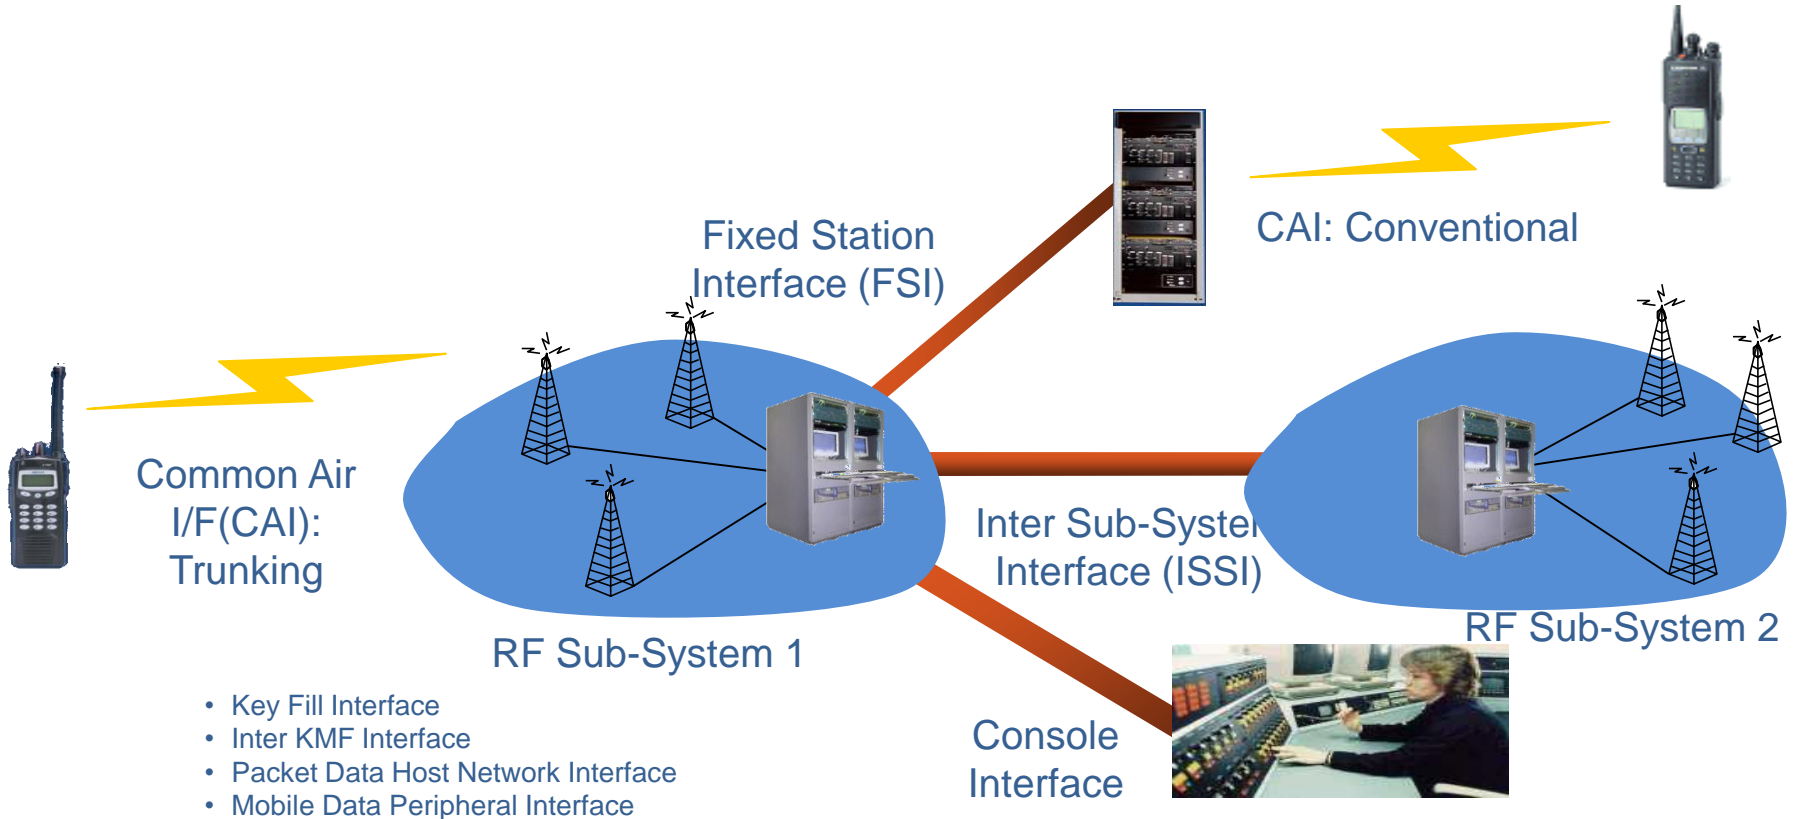 CAI: Conventional
Fixed Station
Interface (FSI)
Common Air
I/F(CAI):
Trunking
Inter Sub-System
Interface (ISSI)
RF Sub-System 1
RF Sub-System 2
• Key Fill Interface
• Inter KMF Interface
• Packet Data Host Network Interface
• Mobile Data Peripheral Interface
Console
Interface